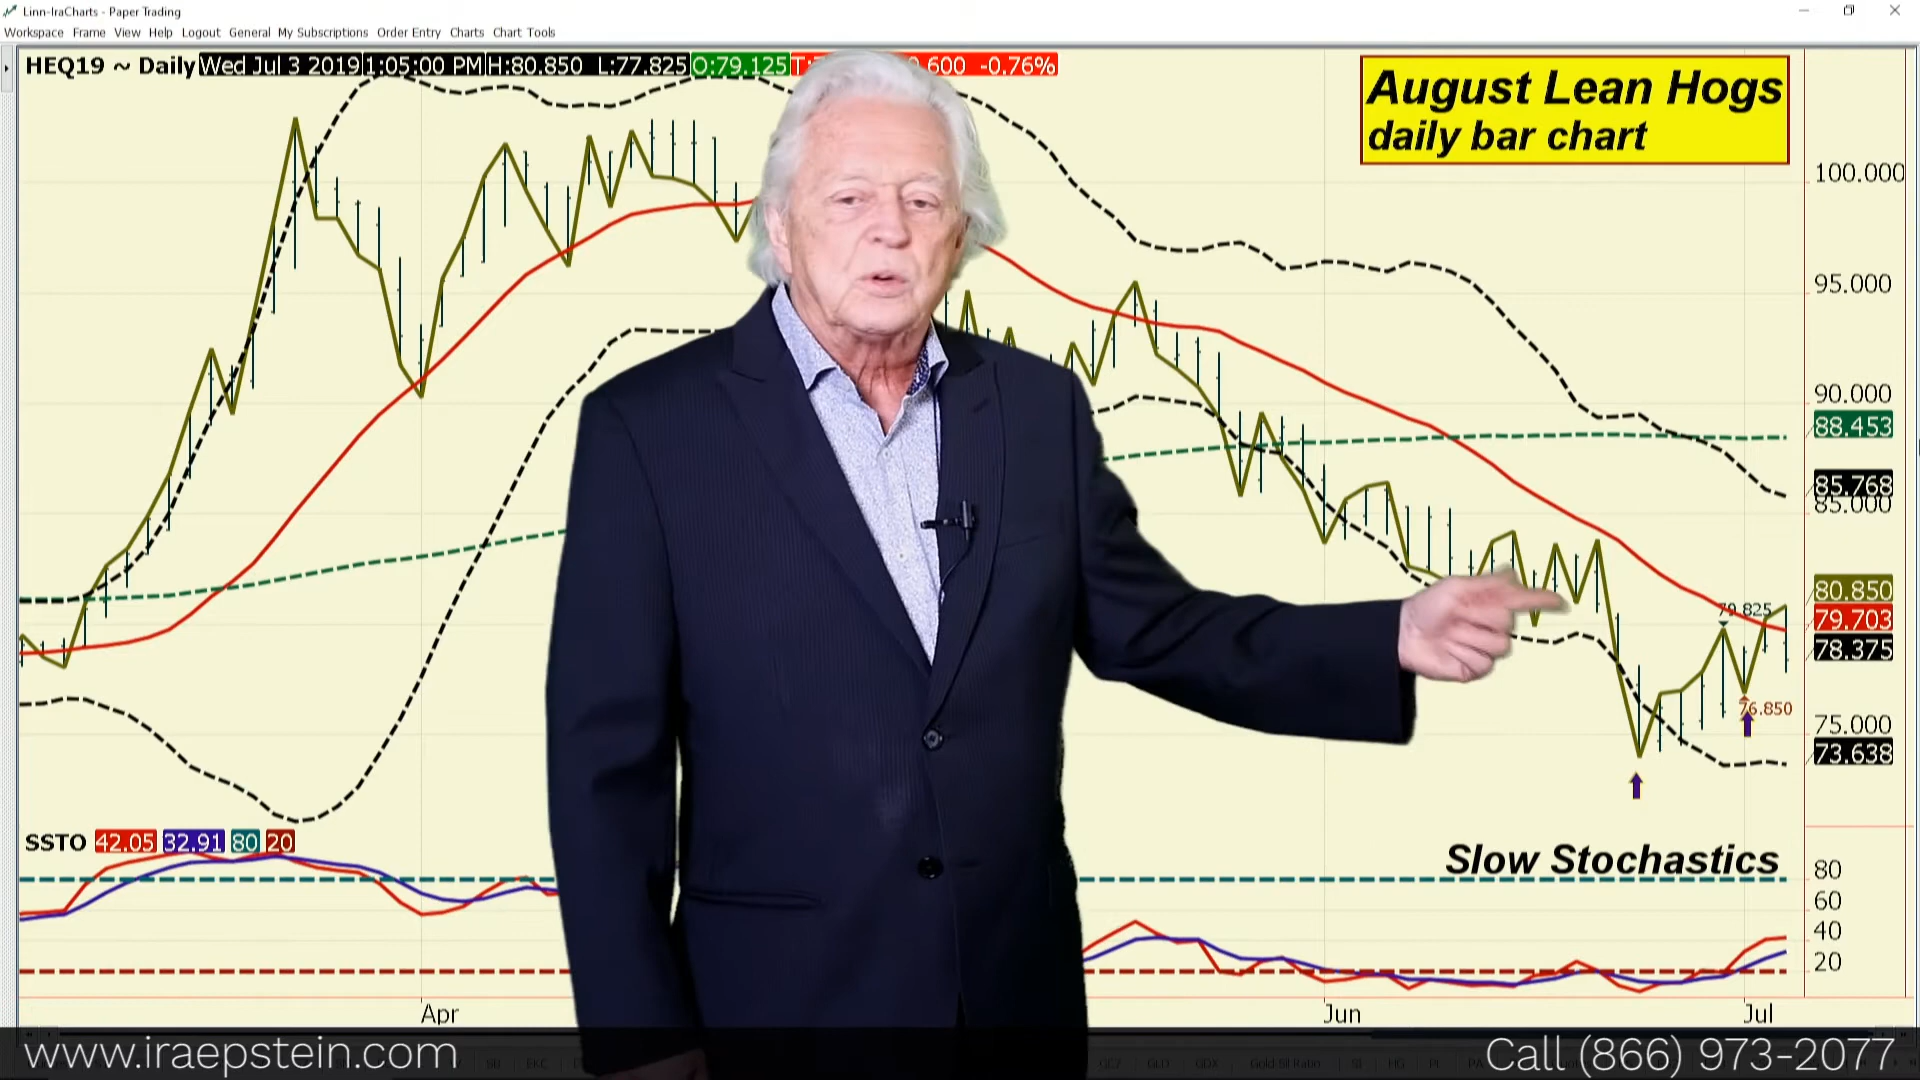 Linn-IraCharts - Paper Trading
Workspace Frame View Help Logout General My Subscriptions Order Entry Charts Chart Tools
HEQ19 ~ Daily Wed Jul 3 2019 1:05:00 PM H:80.850 L:77.825 O:79.125 .600 -0.76%
August Lean Hogs
daily bar chart
100.000
95.000
90.000
88.453
85.768
85.000
80.850
79.825
79.703
78.375
76.850
75.000
73.638
SSTO 42.05 32.91 80 20
Slow Stochastics
80
60
40
20
Apr Jun Jul
www.iraepstein.com Call (866) 973-2077